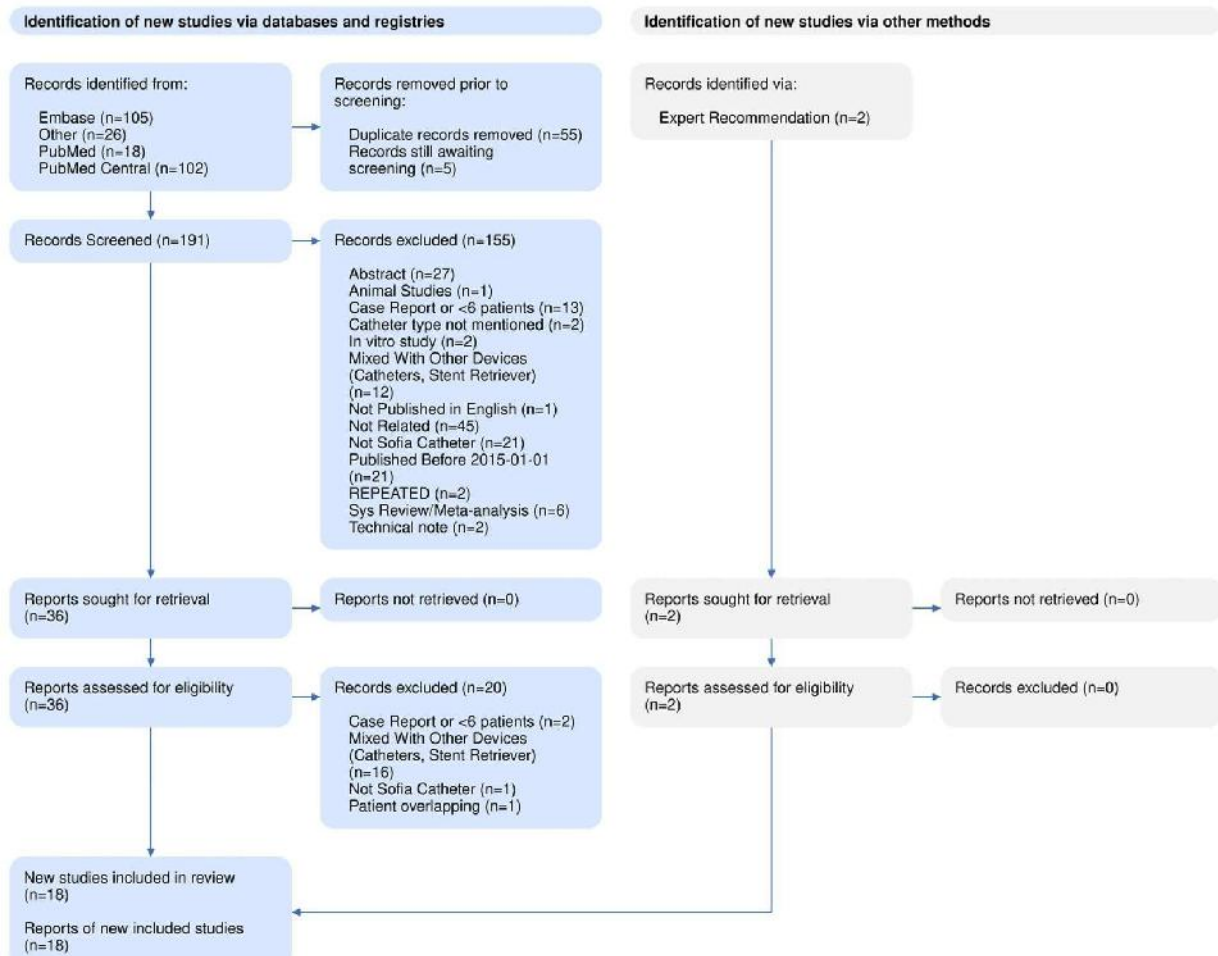 Identification of new studies via databases and registries
Identification of new studies via other methods
Records identified from:
Embase (n=105)
Other (n=26)
PubMed (n=18)
PubMed Central (n=102)
Records removed prior to
screening:
Duplicate records removed (n=55)
Records still awaiting
screening (n=5)
Records identified via:
Expert Recommendation (n=2)
Records Screened (n=191)
Records excluded (n=155)
Abstract (n=27)
Animal Studies (n=1)
Case Report or <6 patients (n=13)
Catheter type not mentioned (n=2)
In vitro study (n=2)
Mixed With Other Devices
(Catheters, Stent Retriever)
(n=12)
Not Published in English (n=1)
Not Related (n=45)
Not Sofia Catheter (n=21)
Published Before 2015-01-01
(n=21)
REPEATED (n=2)
Sys Review/Meta-analysis (n=6)
Technical note (n=2)
Reports sought for retrieval
(n=36)
Reports not retrieved (n=0)
Reports sought for retrieval
(n=2)
Reports not retrieved (n=0)
Reports assessed for eligibility
(n=36)
Records excluded (n=20)
Case Report or <6 patients (n=2)
Mixed With Other Devices
(Catheters, Stent Retriever)
(n=16)
Not Sofia Catheter (n=1)
Patient overlapping (n=1)
Reports assessed for eligibility
(n=2)
Records excluded (n=0)
New studies included in review
(n=18)
Reports of new included studies
(n=18)